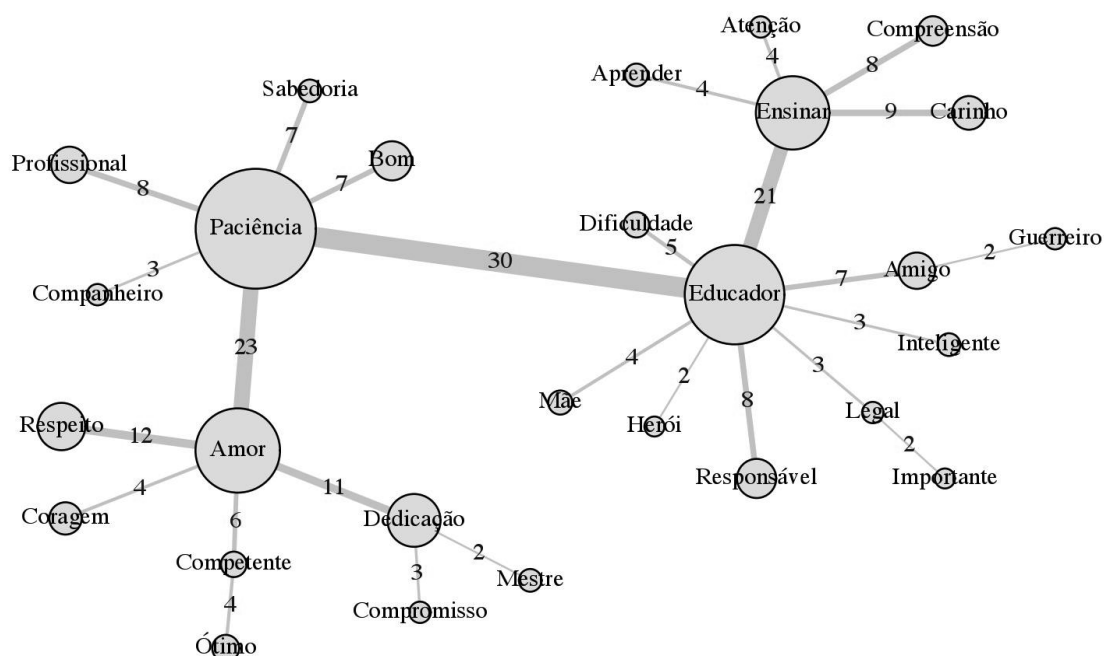 Atenção
Compreensão
4
8
Aprender
4
Sabedoria
Ensinar
9
Carinho
7
Profissional
Bom
8
7
21
Paciência
Dificuldade
Guerreiro
5
2
30
3
Amigo
7
Companheiro
Educador
3
Inteligente
23
4
3
2
Mãe
8
Legal
Respeito
Herói
12
2
Amor
Responsável
Importante
4
11
Coragem
6
Dedicação
2
Competente
3
Mestre
4
Compromisso
Ótimo